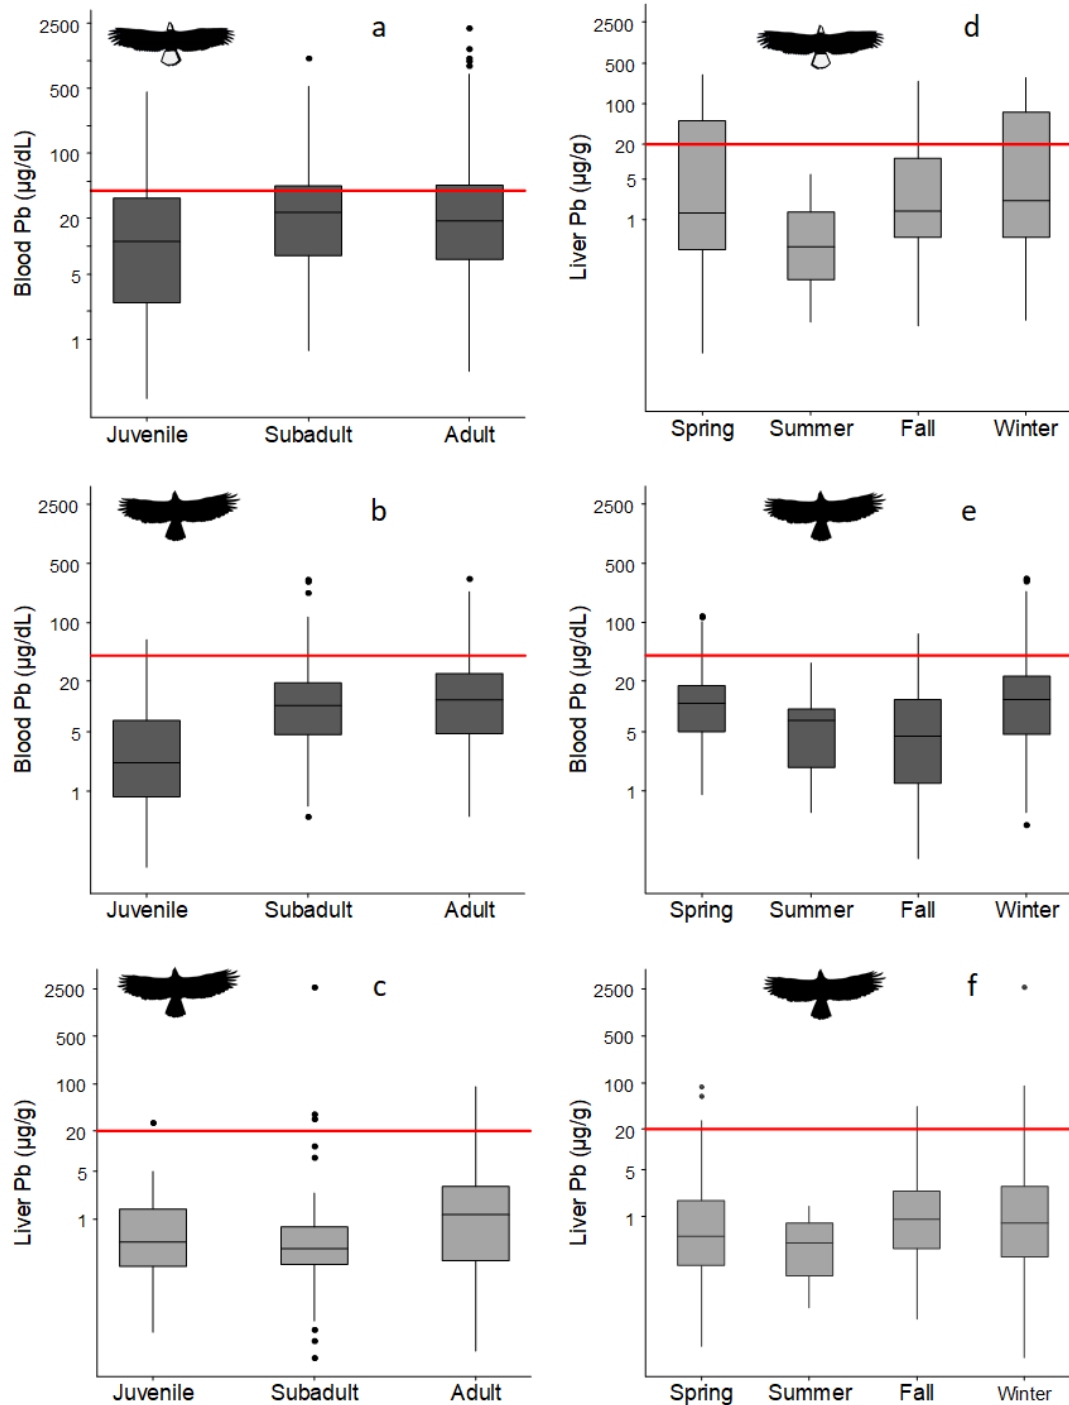 a
2500
500
100
20
5
1
Blood Pb (µg/dL)
Juvenile Subadult Adult
d
2500
500
100
20
5
1
Liver Pb (µg/g)
Spring Summer Fall Winter
b
2500
500
100
20
5
1
Blood Pb (µg/dL)
Juvenile Subadult Adult
e
2500
500
100
20
5
1
Blood Pb (µg/dL)
Spring Summer Fall Winter
c
2500
500
100
20
5
1
Liver Pb (µg/g)
Juvenile Subadult Adult
f
2500
500
100
20
5
1
Liver Pb (µg/g)
Spring Summer Fall Winter